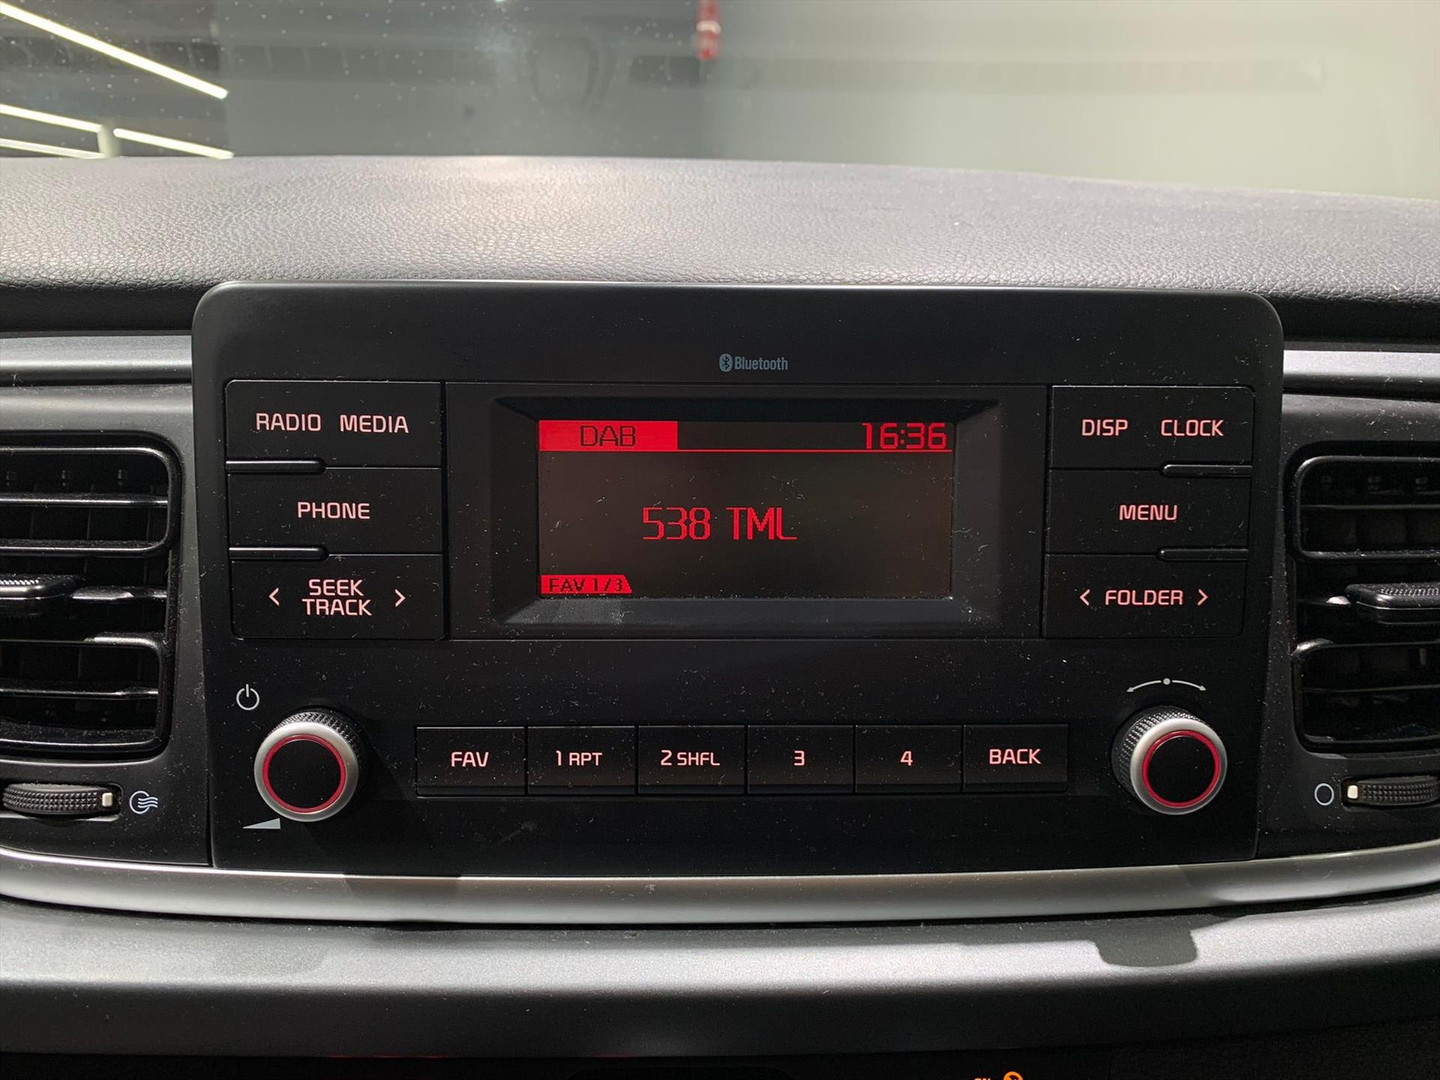 Bluetooth
RADIO MEDIA
PHONE
< SEEK >
TRACK
DAB 16:36
538 TML
FAV 1/3
DISP CLOCK
MENU
< FOLDER >
FAV
1 RPT
2 SHFL
3
4
BACK